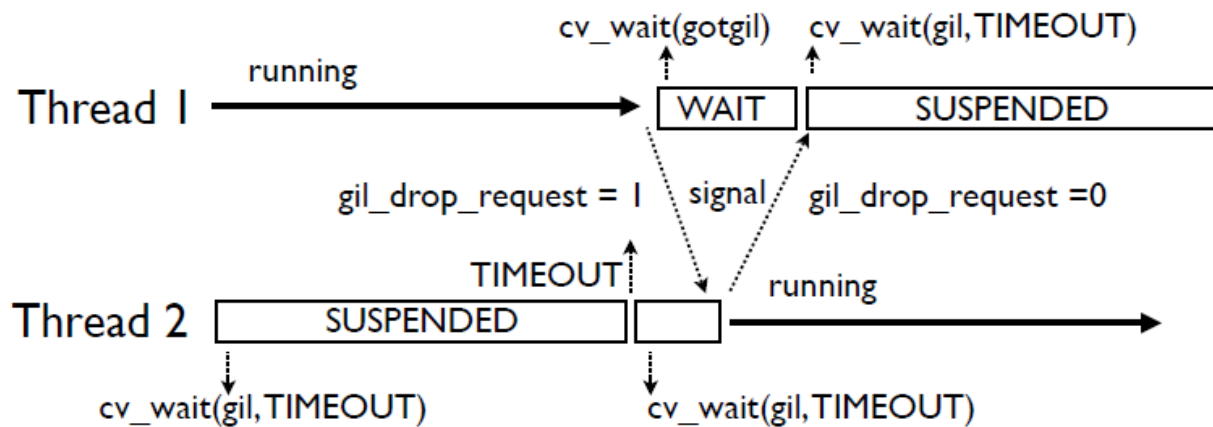 cv_wait(gotgil) cv_wait(gil,TIMEOUT)
running
Thread 1 WAIT SUSPENDED
gil_drop_request = 1 signal gil_drop_request =0
TIMEOUT
running
Thread 2 SUSPENDED
cv_wait(gil,TIMEOUT) cv_wait(gil,TIMEOUT)